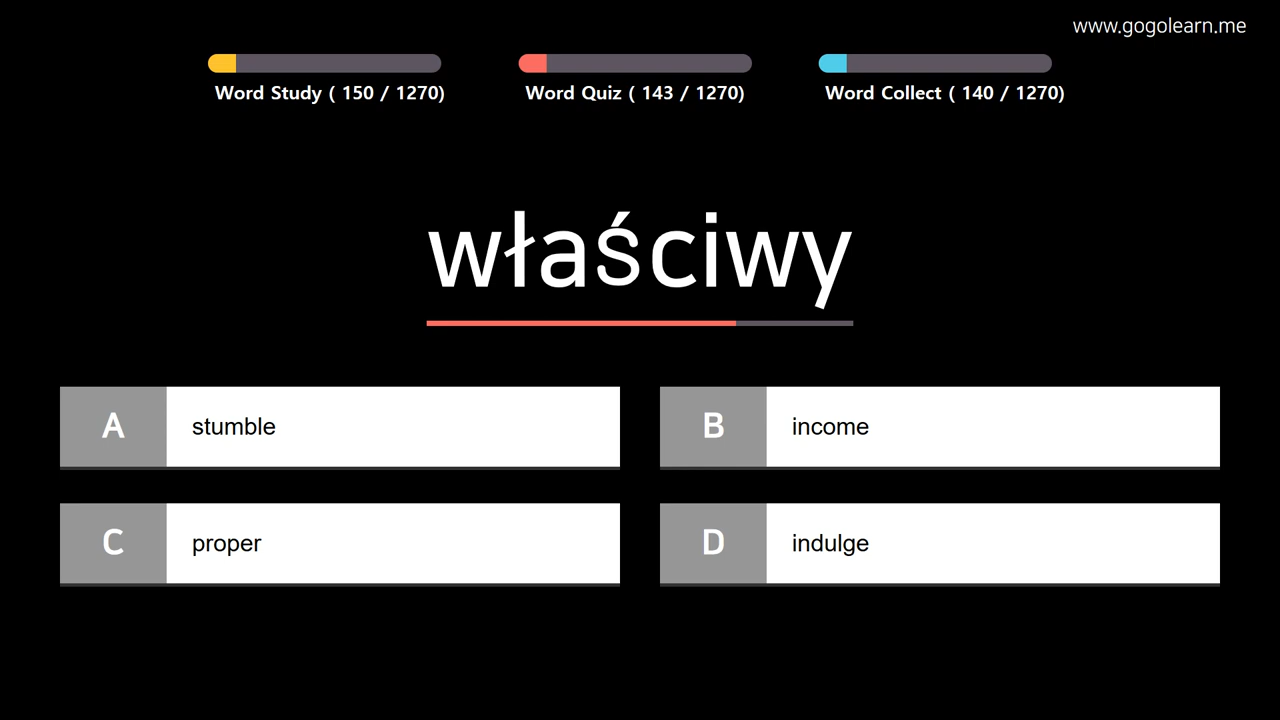 www.gogolearn.me
Word Study ( 150 / 1270)
Word Quiz ( 143 / 1270)
Word Collect ( 140 / 1270)
właściwy
A stumble
B income
C proper
D indulge